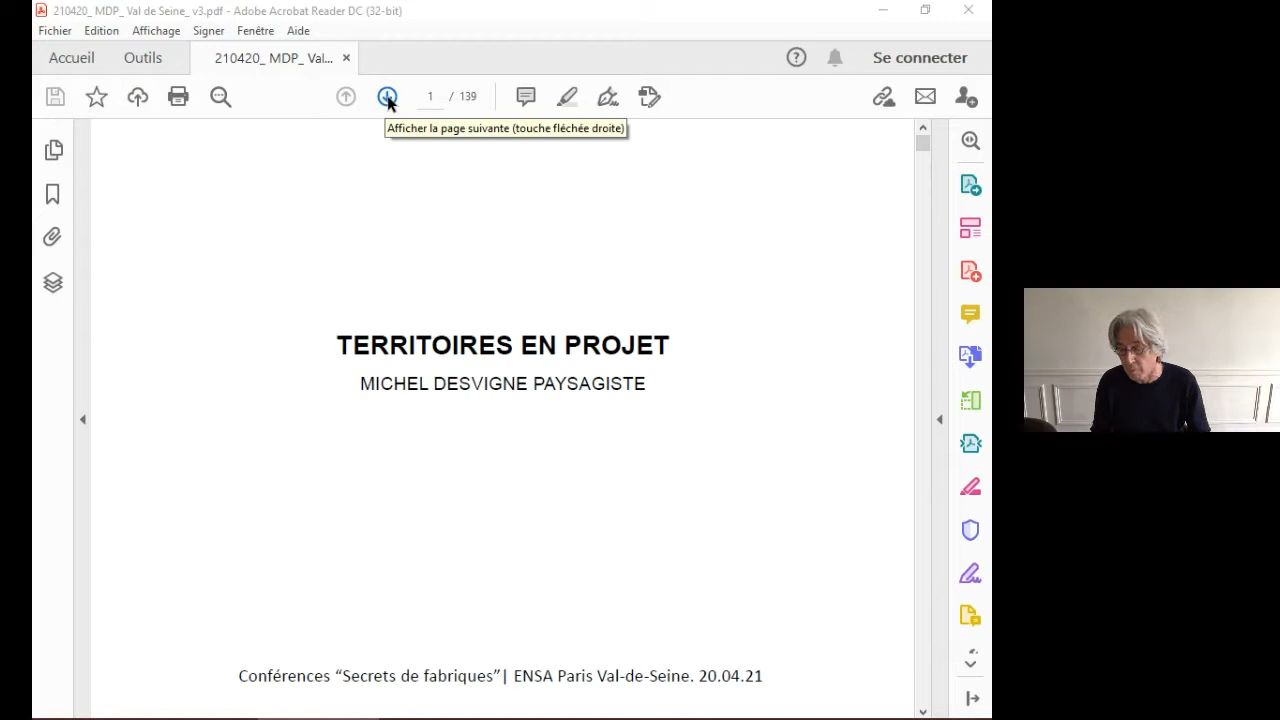 210420_ MDP_ Val de Seine_ v3.pdf - Adobe Acrobat Reader DC (32-bit)
Fichier Edition Affichage Signer Fenêtre Aide
Accueil Outils 210420_ MDP_ Val... × Se connecter
1 / 139
Afficher la page suivante (touche fléchée droite)
TERRITOIRES EN PROJET
MICHEL DESVIGNE PAYSAGISTE
Conférences “Secrets de fabriques”| ENSA Paris Val-de-Seine. 20.04.21